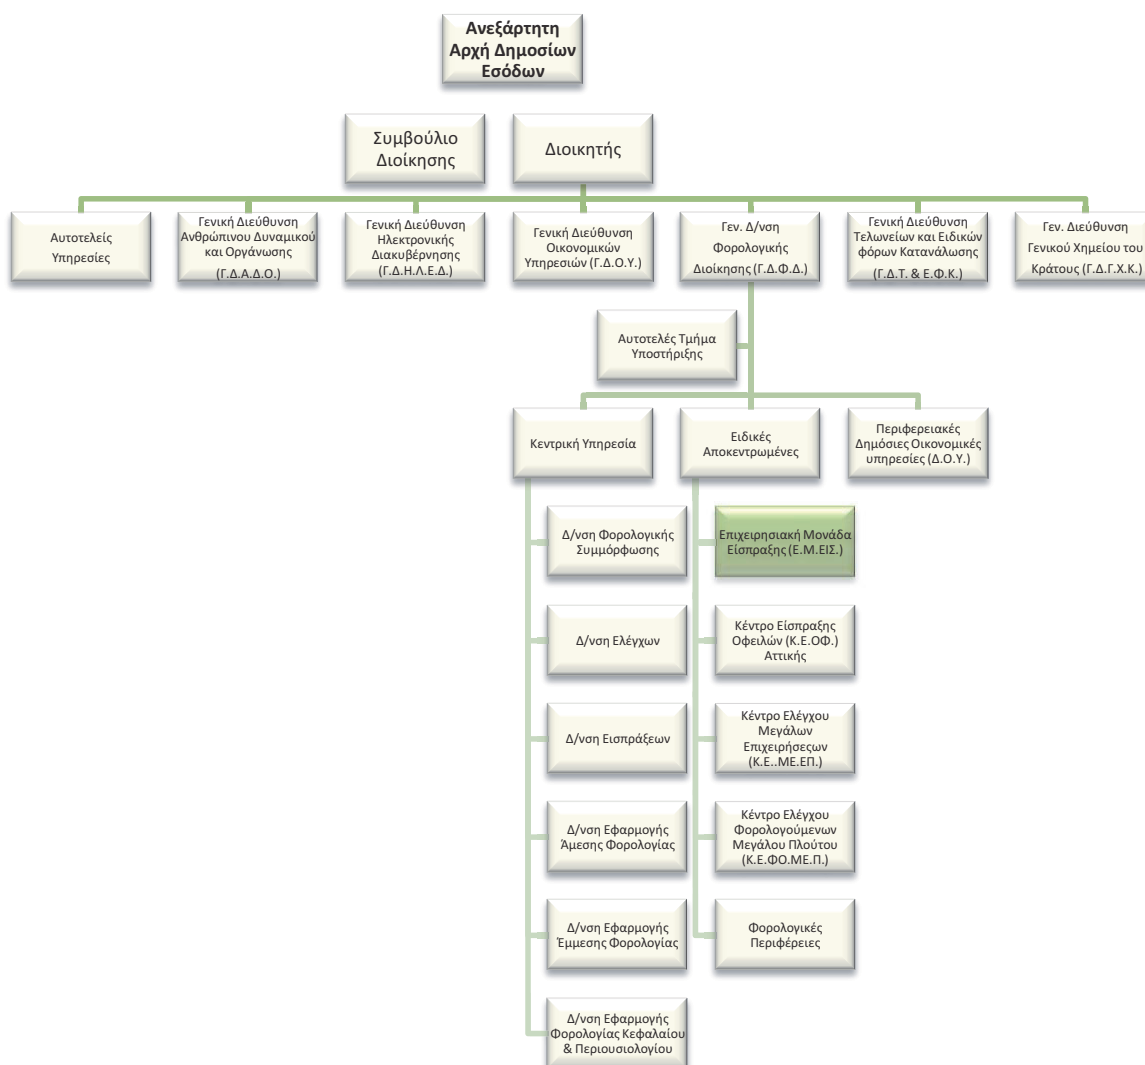 Ανεξάρτητη
Αρχή Δημοσίων
Εσόδων
Συμβούλιο
Διοίκησης
Διοικητής
Αυτοτελείς
Υπηρεσίες
Γενική Διεύθυνση
Ανθρώπινου Δυναμικού
και Οργάνωσης
(Γ.Δ.Α.Δ.Ο.)
Γενική Διεύθυνση
Ηλεκτρονικής
Διακυβέρνησης
(Γ.Δ.Η.Λ.Ε.Δ.)
Γενική Διεύθυνση
Οικονομικών
Υπηρεσιών (Γ.Δ.Ο.Υ.)
Γεν. Δ/νση
Φορολογικής
Διοίκησης (Γ.Δ.Φ.Δ.)
Γενική Διεύθυνση
Τελωνείων και Ειδικών
φόρων Κατανάλωσης
(Γ.Δ.Τ. & Ε.Φ.Κ.)
Γεν. Διεύθυνση
Γενικού Χημείου του
Κράτους (Γ.Δ.Γ.Χ.Κ.)
Αυτοτελές Τμήμα
Υποστήριξης
Κεντρική Υπηρεσία
Ειδικές
Αποκεντρωμένες
Περιφερειακές
Δημόσιες Οικονομικές
υπηρεσίες (Δ.Ο.Υ.)
Δ/νση Φορολογικής
Συμμόρφωσης
Δ/νση Ελέγχων
Δ/νση Εισπράξεων
Δ/νση Εφαρμογής
Άμεσης Φορολογίας
Δ/νση Εφαρμογής
Έμμεσης Φορολογίας
Δ/νση Εφαρμογής
Φορολογίας Κεφαλαίου
& Περιουσιολογίου
Επιχειρησιακή Μονάδα
Είσπραξης (Ε.Μ.ΕΙΣ.)
Κέντρο Είσπραξης
Οφειλών (Κ.Ε.ΟΦ.)
Αττικής
Κέντρο Ελέγχου
Μεγάλων
Επιχειρήσεςων
(Κ.Ε..ΜΕ.ΕΠ.)
Κέντρο Ελέγχου
Φορολογούμενων
Μεγάλου Πλούτου
(Κ.Ε.ΦΟ.ΜΕ.Π.)
Φορολογικές
Περιφέρειες